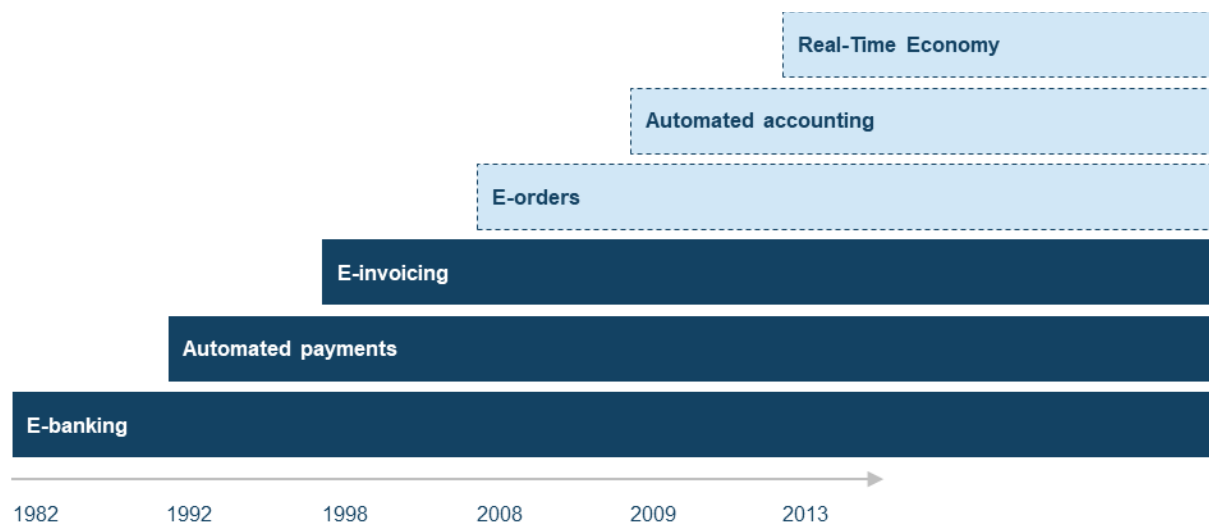 Real-Time Economy
Automated accounting
E-orders
E-invoicing
Automated payments
E-banking
1982 1992 1998 2008 2009 2013